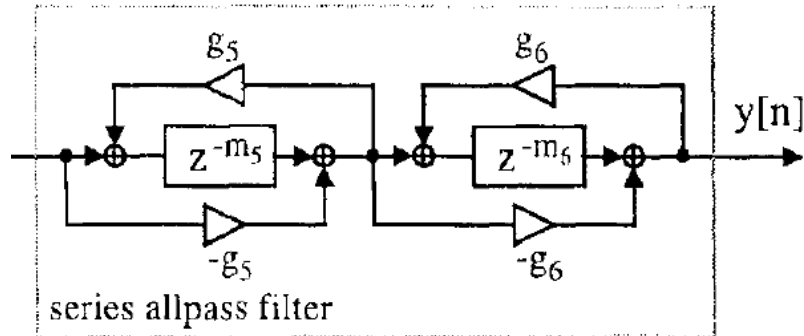 g₅ g₆
z⁻ᵐ⁵ z⁻ᵐ⁶ y[n]
-g₅ -g₆
series allpass filter